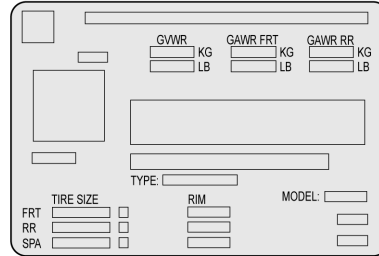 GVWR GAWR FRT GAWR RR
KG KG KG
LB LB LB
TYPE:
TIRE SIZE RIM MODEL:
FRT
RR
SPA